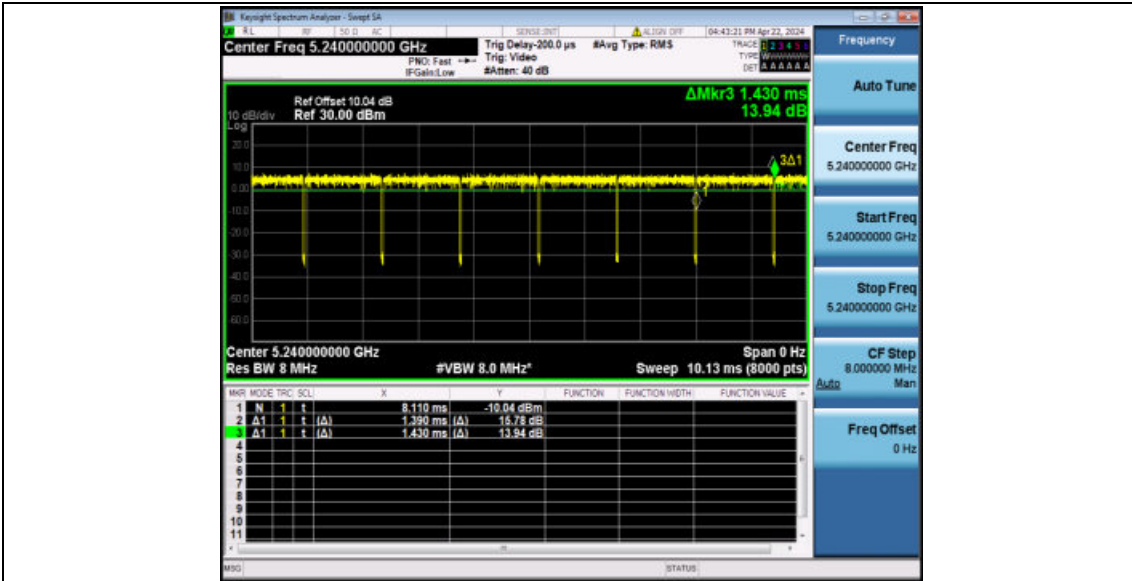 Keysight Spectrum Analyzer - Swept SA
RL RF 50 Ω AC SENSE:INT ALIGN OFF 04:43:21 PM Apr 22, 2024
Center Freq 5.240000000 GHz
PNO: Fast
IFGain:Low
Trig Delay-200.0 µs
Trig: Video
#Atten: 40 dB
#Avg Type: RMS
TRACE 1 2 3 4 5 6
TYPE
DET A A A A A A
ΔMkr3 1.430 ms
13.94 dB
Ref Offset 10.04 dB
10 dB/div Ref 30.00 dBm
Log
20.0
10.0
0.00
-10.0
-20.0
-30.0
-40.0
-50.0
-60.0
3Δ1
Center 5.240000000 GHz Span 0 Hz
Res BW 8 MHz #VBW 8.0 MHz* Sweep 10.13 ms (8000 pts)
MKR MODE TRC SCL X Y FUNCTION FUNCTION WIDTH FUNCTION VALUE
1 N 1 t 8.110 ms -10.04 dBm
2 Δ1 1 t (Δ) 1.390 ms (Δ) 15.78 dB
3 Δ1 1 t (Δ) 1.430 ms (Δ) 13.94 dB
4
5
6
7
8
9
10
11
MSG STATUS
Frequency
Auto Tune
Center Freq
5.240000000 GHz
Start Freq
5.240000000 GHz
Stop Freq
5.240000000 GHz
CF Step
8.000000 MHz
Auto Man
Freq Offset
0 Hz